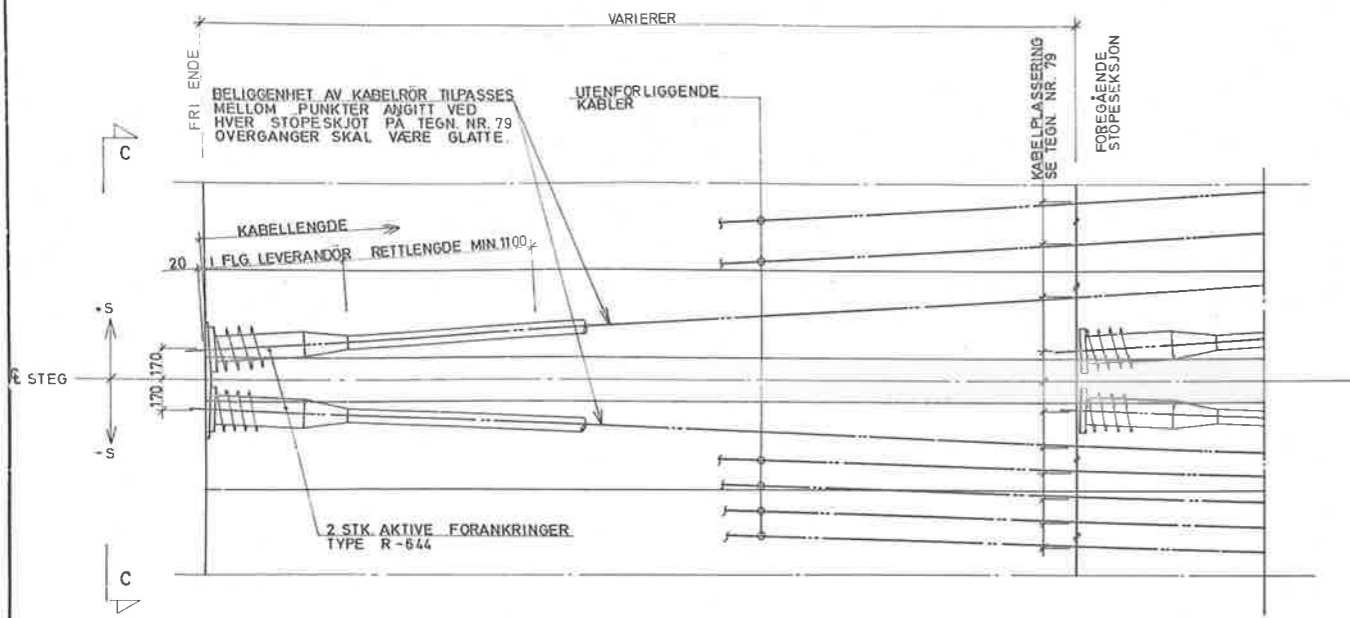 VARIERER
FRI ENDE
BELIGGENHET AV KABELRÖR TILPASSES
MELLOM PUNKTER ANGITT VED
HVER STÖPESKJÖT PÅ TEGN. NR. 79
OVERGANGER SKAL VÆRE GLATTE.
UTENFORLIGGENDE
KABLER
KABELPLASSERING
SE TEGN. NR. 79
FOREGÅENDE
STÖPESEKSJON
C
KABELLENGDE
20
I FLG. LEVERANDÖR RETTLENGDE MIN. 1100
+S
170
170
℄ STEG
-S
2 STK. AKTIVE FORANKRINGER
TYPE R-644
C